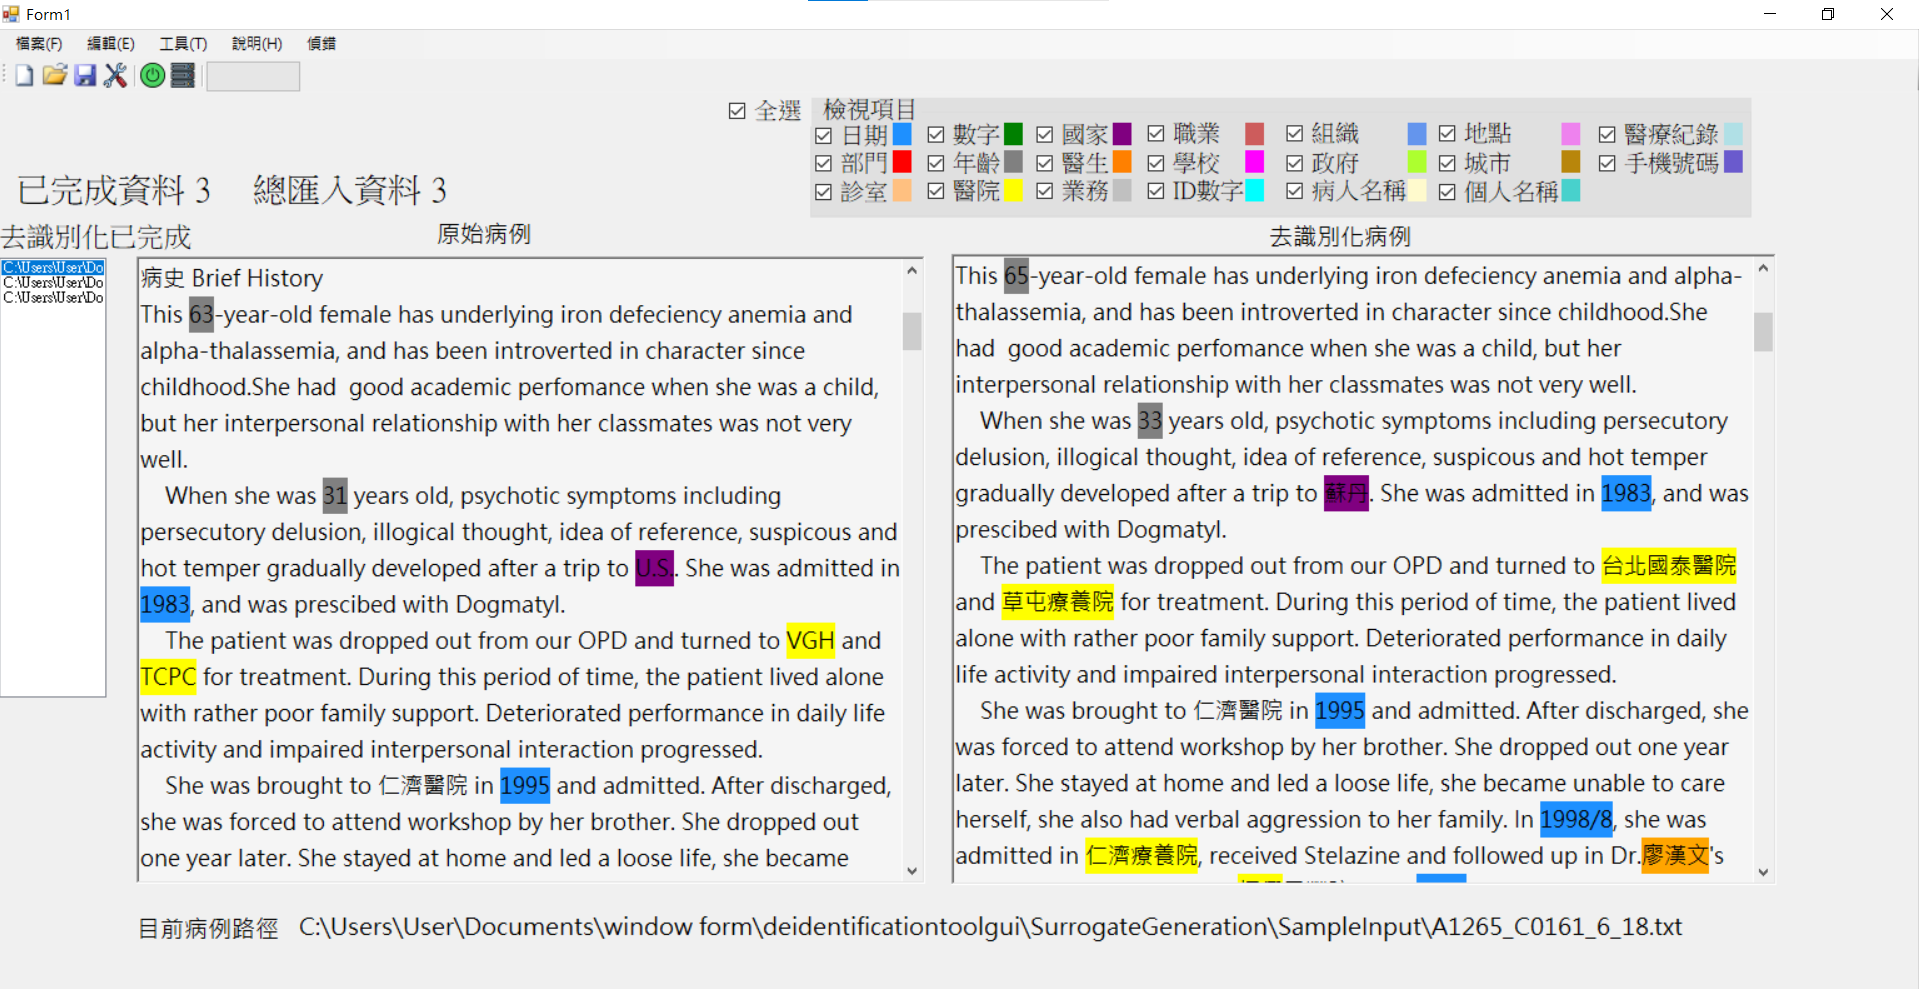 Form1
檔案(F) 編輯(E) 工具(T) 說明(H) 偵錯
全選 檢視項目
日期 數字 國家 職業 組織 地點 醫療紀錄
部門 年齡 醫生 學校 政府 城市 手機號碼
診室 醫院 業務 ID數字 病人名稱 個人名稱
已完成資料 3 總匯入資料 3
去識別化已完成
C:\Users\User\Do
C:\Users\User\Do
C:\Users\User\Do
原始病例
病史 Brief History
This 63-year-old female has underlying iron defeciency anemia and
alpha-thalassemia, and has been introverted in character since
childhood.She had  good academic perfomance when she was a child,
but her interpersonal relationship with her classmates was not very
well.
When she was 31 years old, psychotic symptoms including
persecutory delusion, illogical thought, idea of reference, suspicous and
hot temper gradually developed after a trip to U.S.. She was admitted in
1983, and was prescibed with Dogmatyl.
The patient was dropped out from our OPD and turned to VGH and
TCPC for treatment. During this period of time, the patient lived alone
with rather poor family support. Deteriorated performance in daily life
activity and impaired interpersonal interaction progressed.
She was brought to 仁濟醫院 in 1995 and admitted. After discharged,
she was forced to attend workshop by her brother. She dropped out
one year later. She stayed at home and led a loose life, she became
去識別化病例
This 65-year-old female has underlying iron defeciency anemia and alpha-
thalassemia, and has been introverted in character since childhood.She
had  good academic perfomance when she was a child, but her
interpersonal relationship with her classmates was not very well.
When she was 33 years old, psychotic symptoms including persecutory
delusion, illogical thought, idea of reference, suspicous and hot temper
gradually developed after a trip to 蘇丹. She was admitted in 1983, and was
prescibed with Dogmatyl.
The patient was dropped out from our OPD and turned to 台北國泰醫院
and 草屯療養院 for treatment. During this period of time, the patient lived
alone with rather poor family support. Deteriorated performance in daily
life activity and impaired interpersonal interaction progressed.
She was brought to 仁濟醫院 in 1995 and admitted. After discharged, she
was forced to attend workshop by her brother. She dropped out one year
later. She stayed at home and led a loose life, she became unable to care
herself, she also had verbal aggression to her family. In 1998/8, she was
admitted in 仁濟療養院, received Stelazine and followed up in Dr.廖漢文's
目前病例路徑 C:\Users\User\Documents\window form\deidentificationtoolgui\SurrogateGeneration\SampleInput\A1265_C0161_6_18.txt